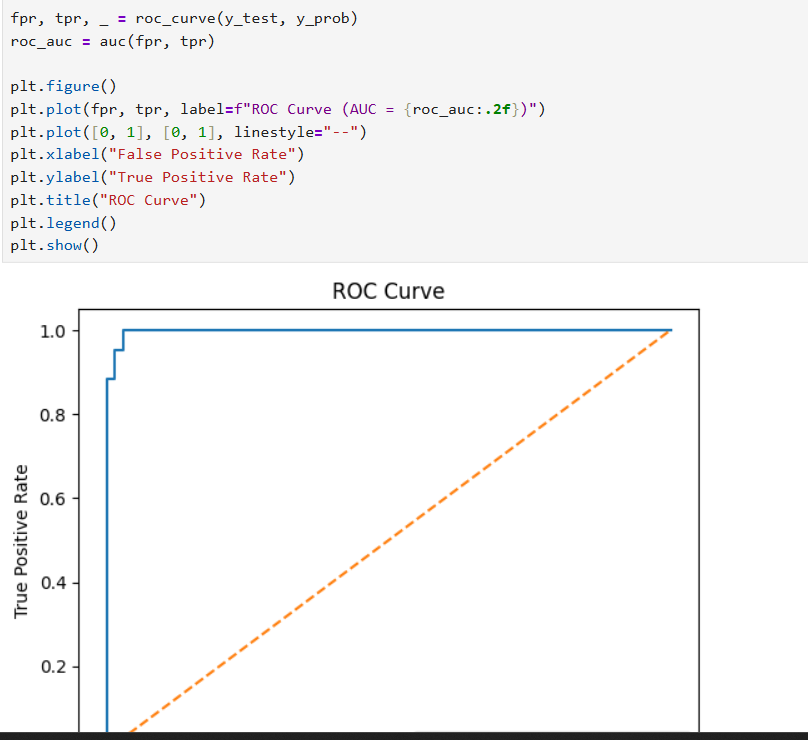 fpr, tpr, _ = roc_curve(y_test, y_prob)
roc_auc = auc(fpr, tpr)
plt.figure()
plt.plot(fpr, tpr, label=f"ROC Curve (AUC = {roc_auc:.2f})")
plt.plot([0, 1], [0, 1], linestyle="--")
plt.xlabel("False Positive Rate")
plt.ylabel("True Positive Rate")
plt.title("ROC Curve")
plt.legend()
plt.show()
ROC Curve
1.0
0.8
0.6
0.4
0.2
True Positive Rate